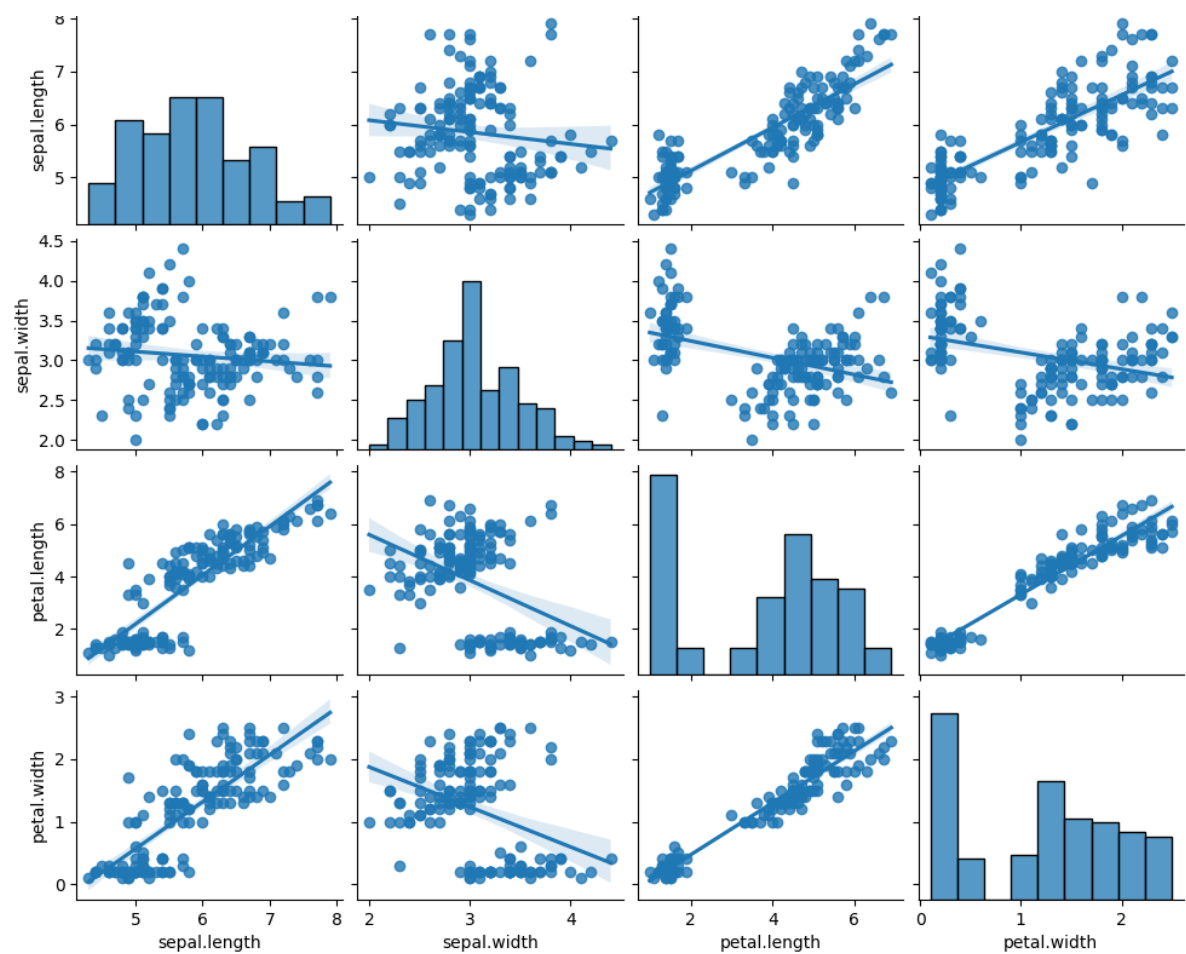 8
7
6
5
sepal.length
4.5
4.0
3.5
3.0
2.5
2.0
sepal.width
8
6
4
2
petal.length
3
2
1
0
petal.width
5 6 7 8
sepal.length
2 3 4
sepal.width
2 4 6
petal.length
0 1 2
petal.width